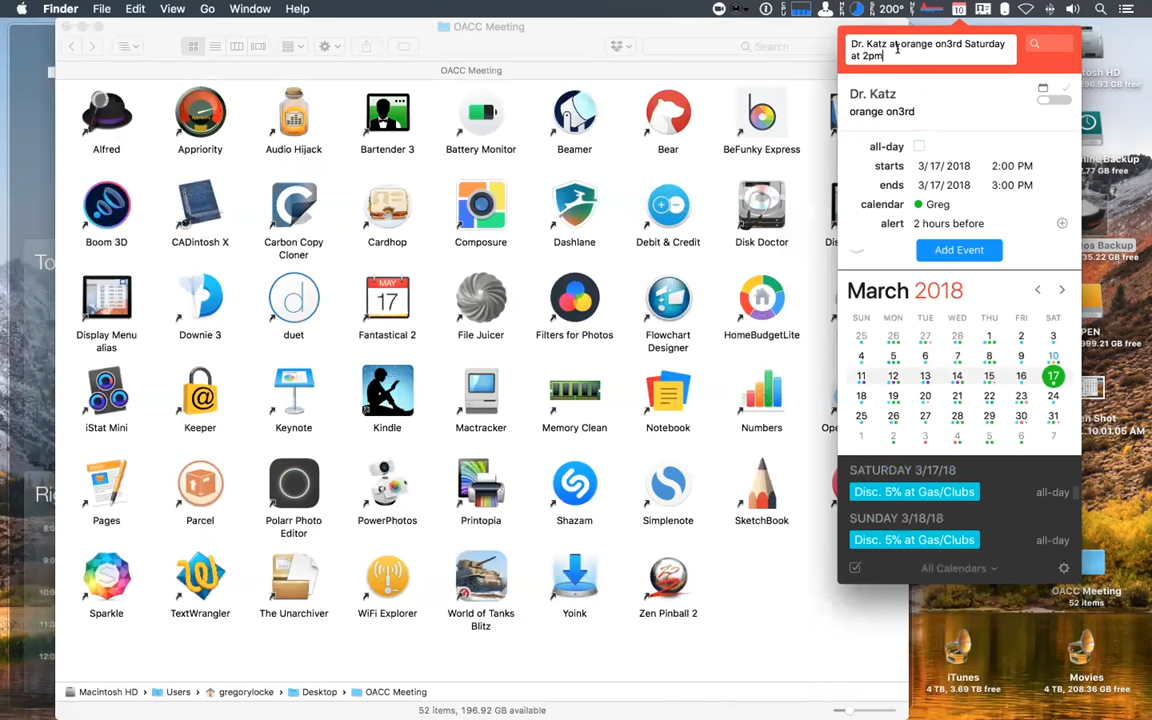 Finder File Edit View Go Window Help
200°
10
OACC Meeting
Search
OACC Meeting
Alfred
Appriority
Audio Hijack
Bartender 3
Battery Monitor
Beamer
Bear
BeFunky Express
Boom 3D
CADintosh X
Carbon Copy
Cloner
Cardhop
Composure
Dashlane
Debit & Credit
Disk Doctor
Display Menu
alias
Downie 3
duet
MAY
17
Fantastical 2
File Juicer
Filters for Photos
Flowchart
Designer
HomeBudgetLite
iStat Mini
Keeper
Keynote
Kindle
Mactracker
Memory Clean
Notebook
Numbers
Pages
Parcel
Polarr Photo
Editor
PowerPhotos
Printopia
Shazam
Simplenote
SketchBook
Sparkle
TextWrangler
The Unarchiver
WiFi Explorer
World of Tanks
Blitz
Yoink
Zen Pinball 2
Macintosh HD › Users › gregorylocke › Desktop › OACC Meeting
52 items, 196.92 GB available
Dr. Katz at orange on3rd Saturday
at 2pm
Dr. Katz
orange on3rd
all-day
starts 3/17/2018 2:00 PM
ends 3/17/2018 3:00 PM
calendar Greg
alert 2 hours before
Add Event
March 2018
SUN MON TUE WED THU FRI SAT
25 26 27 28 1 2 3
4 5 6 7 8 9 10
11 12 13 14 15 16 17
18 19 20 21 22 23 24
25 26 27 28 29 30 31
1 2 3 4 5 6 7
SATURDAY 3/17/18
Disc. 5% at Gas/Clubs all-day
SUNDAY 3/18/18
Disc. 5% at Gas/Clubs all-day
All Calendars
OACC Meeting
52 items
iTunes
4 TB, 3.69 TB free
Movies
4 TB, 208.36 GB free